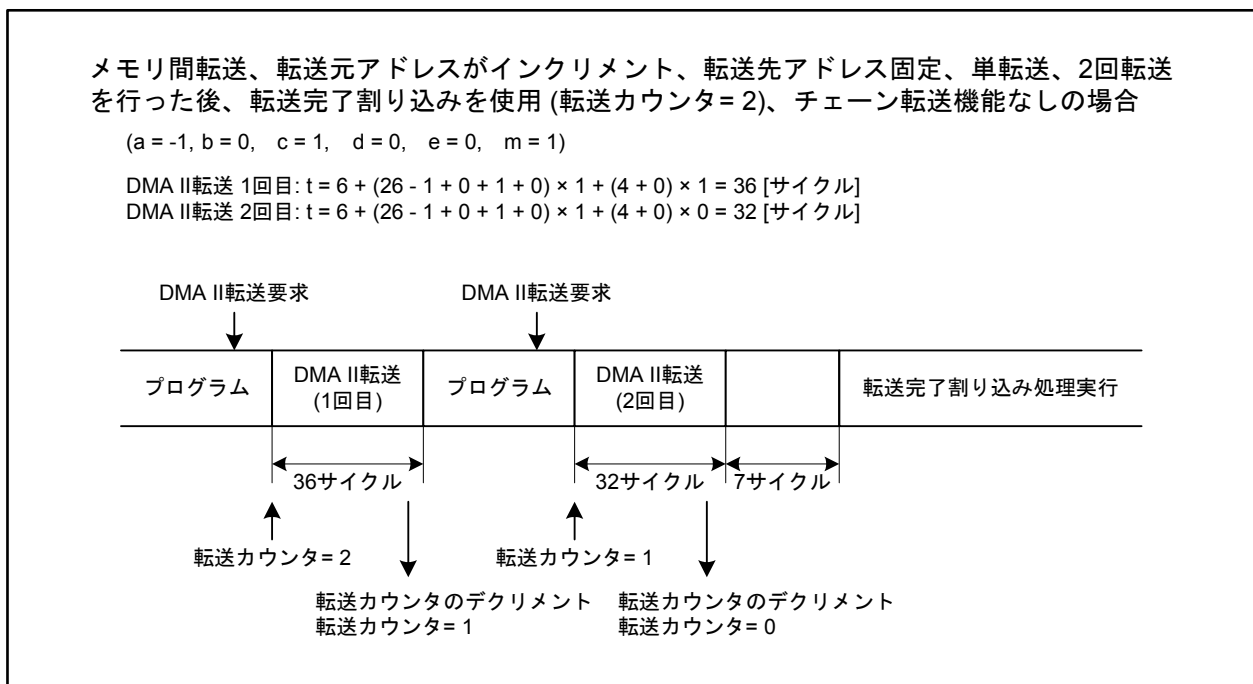 メモリ間転送、転送元アドレスがインクリメント、転送先アドレス固定、単転送、2回転送
を行った後、転送完了割り込みを使用 (転送カウンタ= 2)、チェーン転送機能なしの場合
(a = -1, b = 0, c = 1, d = 0, e = 0, m = 1)
DMA II転送 1回目: t = 6 + (26 - 1 + 0 + 1 + 0) × 1 + (4 + 0) × 1 = 36 [サイクル]
DMA II転送 2回目: t = 6 + (26 - 1 + 0 + 1 + 0) × 1 + (4 + 0) × 0 = 32 [サイクル]
DMA II転送要求 DMA II転送要求
プログラム DMA II転送 プログラム DMA II転送 転送完了割り込み処理実行
(1回目) (2回目)
36サイクル 32サイクル 7サイクル
転送カウンタ= 2 転送カウンタ= 1
転送カウンタのデクリメント 転送カウンタのデクリメント
転送カウンタ= 1 転送カウンタ= 0